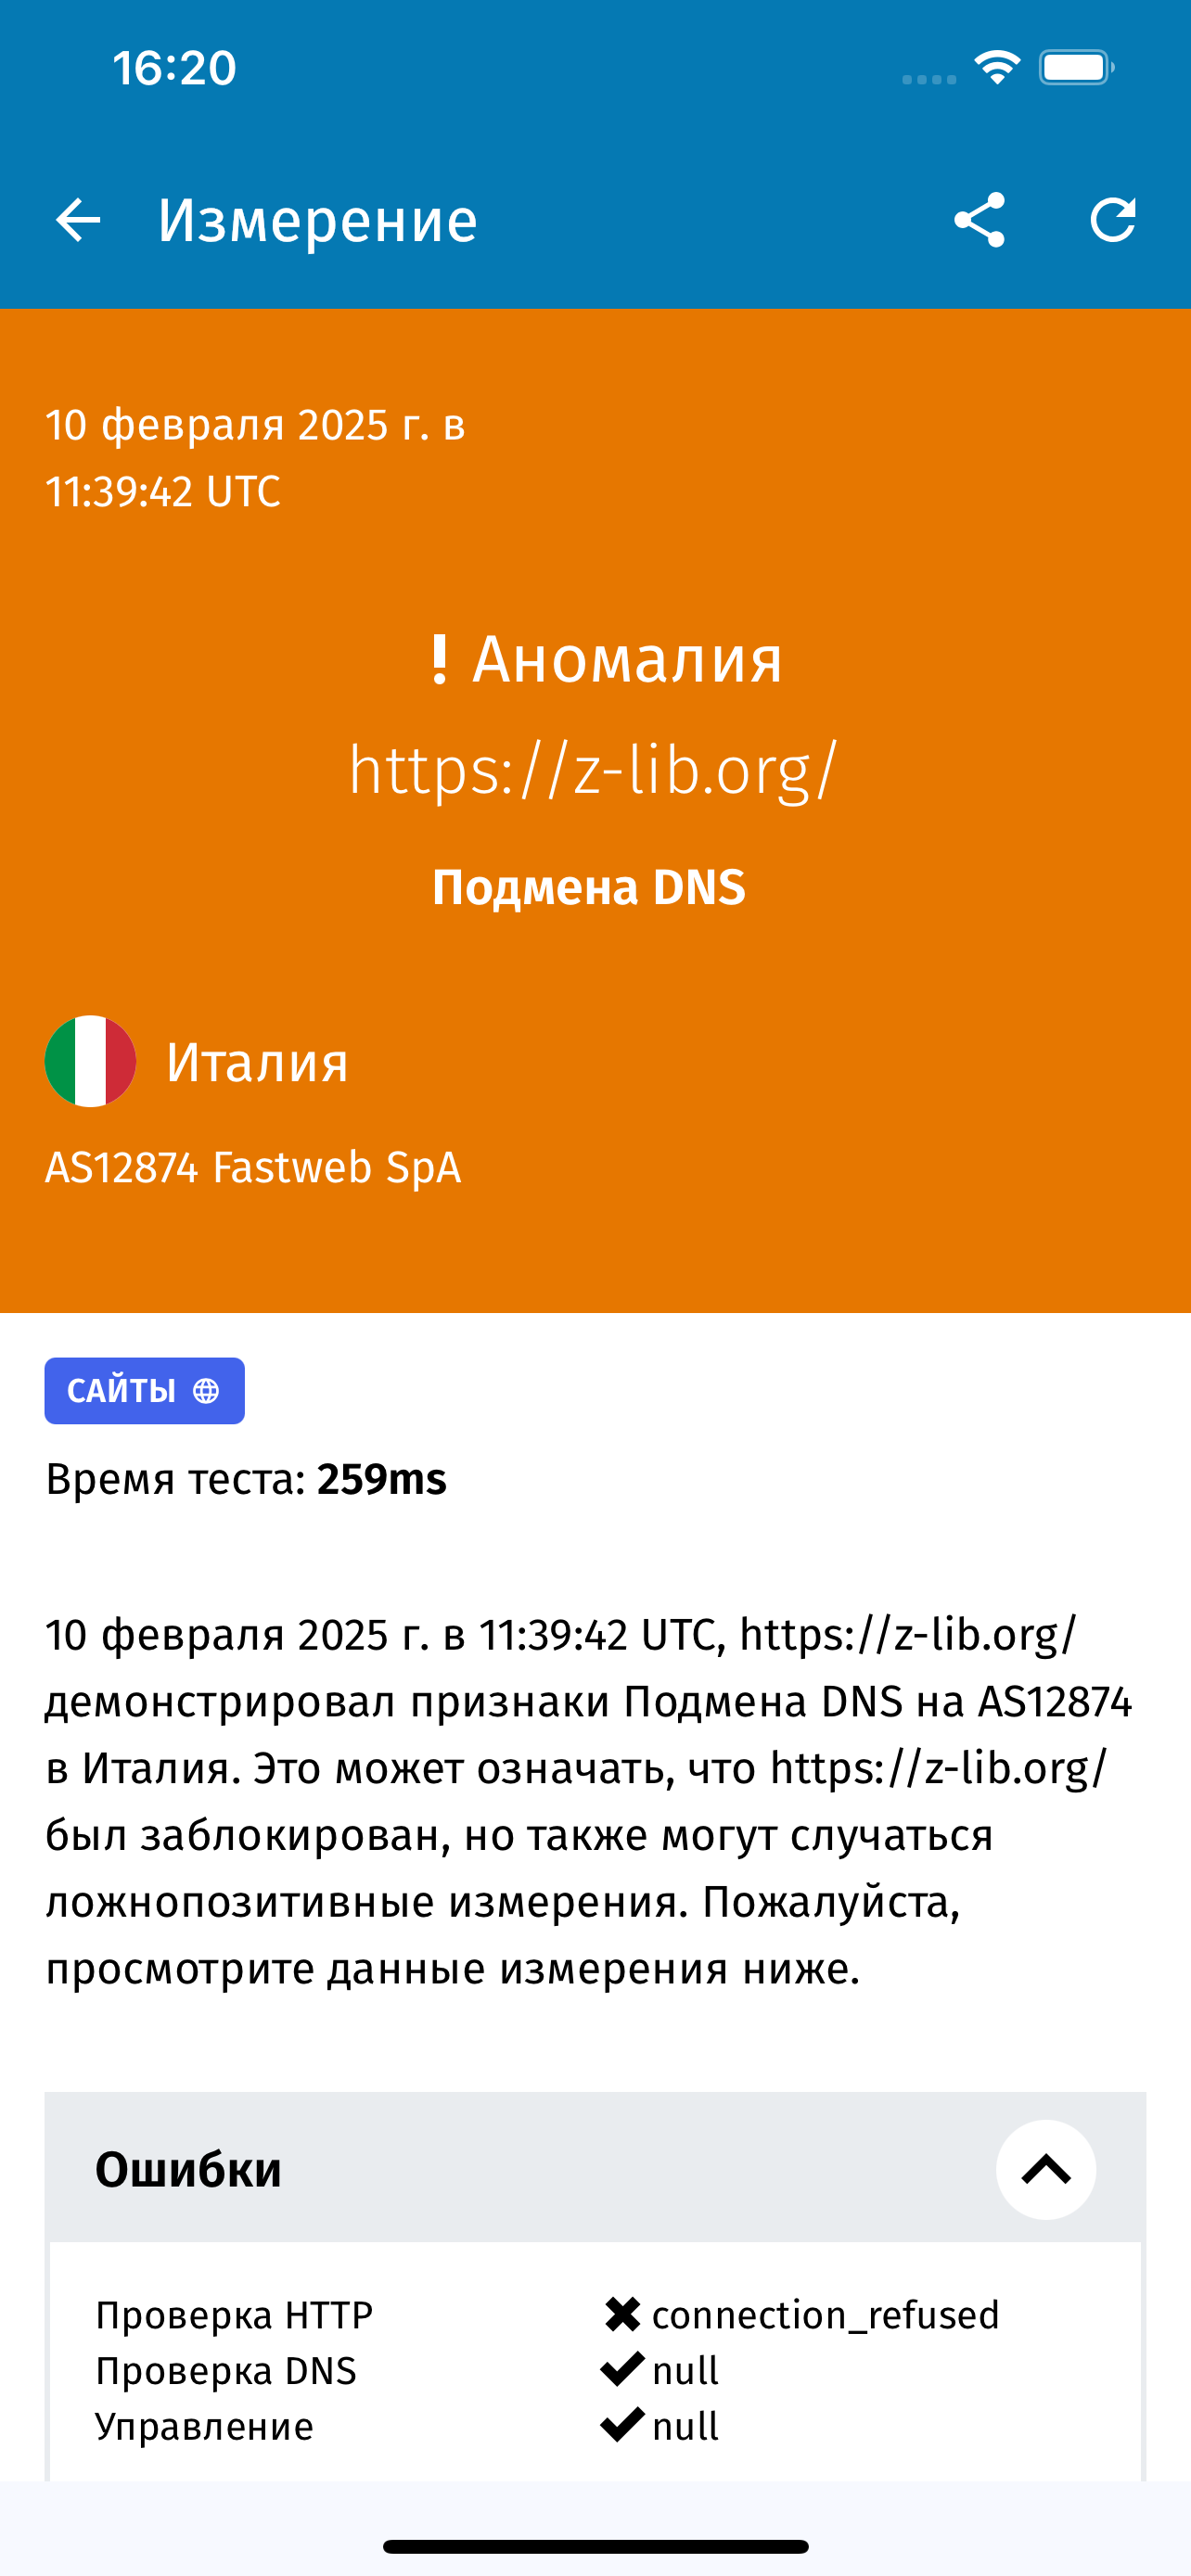 16:20
Измерение
10 февраля 2025 г. в
11:39:42 UTC
! Аномалия
https://z-lib.org/
Подмена DNS
Италия
AS12874 Fastweb SpA
САЙТЫ
Время теста: 259ms
10 февраля 2025 г. в 11:39:42 UTC, https://z-lib.org/
демонстрировал признаки Подмена DNS на AS12874
в Италия. Это может означать, что https://z-lib.org/
был заблокирован, но также могут случаться
ложнопозитивные измерения. Пожалуйста,
просмотрите данные измерения ниже.
Ошибки
Проверка HTTP connection_refused
Проверка DNS null
Управление null